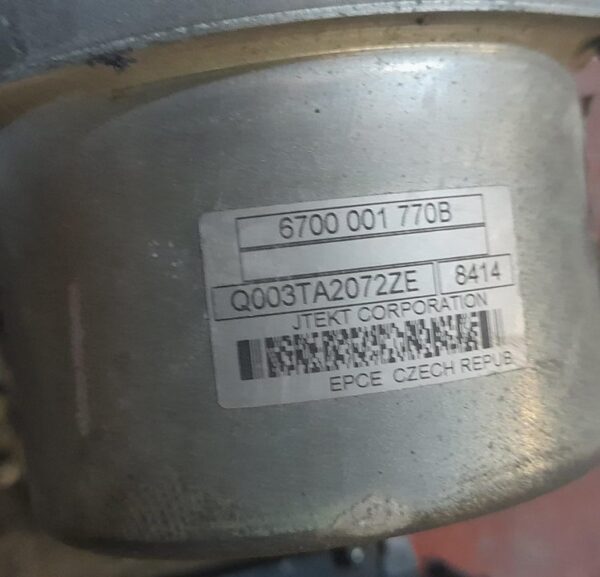 6700 001 770B
Q003TA2072ZE 8414
JTEKT CORPORATION
EPCE CZECH REPUB